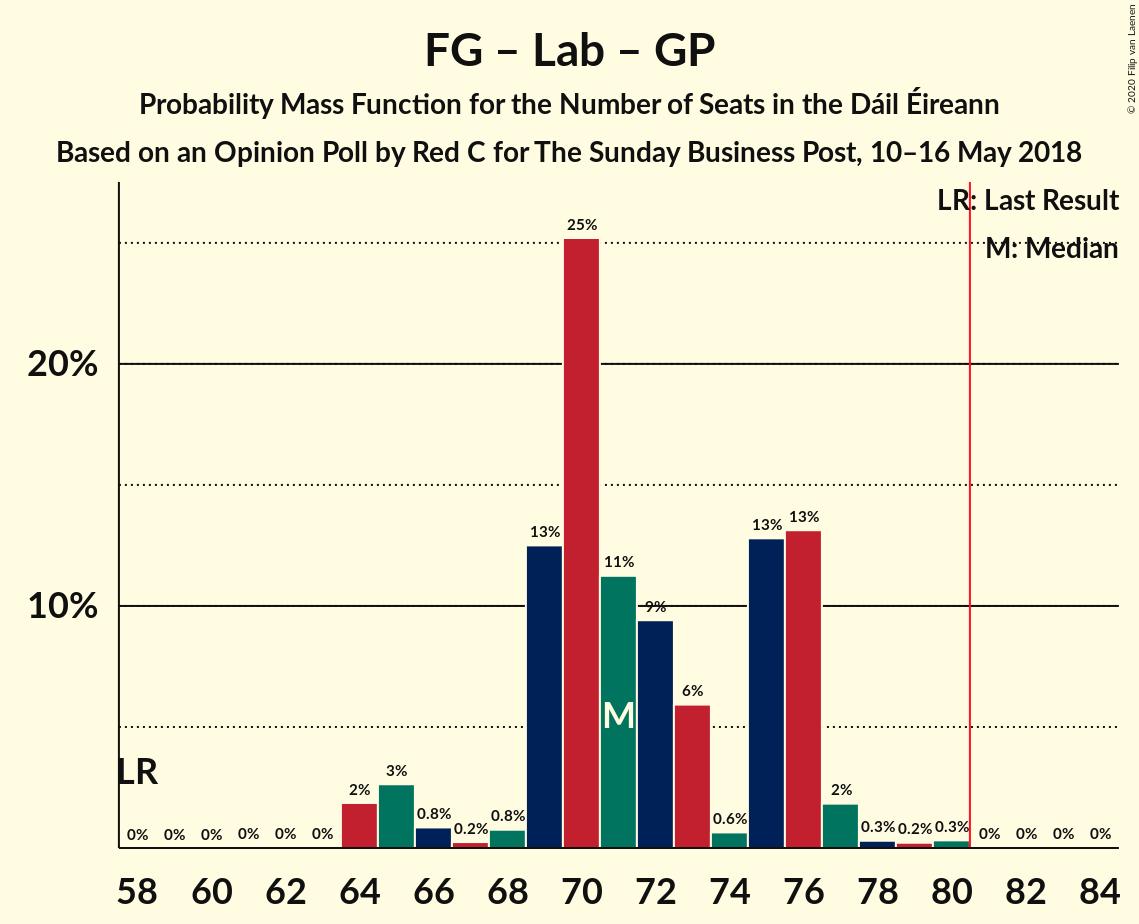 FG – Lab – GP
Probability Mass Function for the Number of Seats in the Dáil Éireann
Based on an Opinion Poll by Red C for The Sunday Business Post, 10–16 May 2018
© 2020 Filip van Laenen
LR: Last Result
M: Median
25%
20%
13% 13% 13%
11%
10%
9%
6%
M
LR
3%
2% 2%
0.8% 0.2% 0.8% 0.6% 0.3% 0.2% 0.3%
0% 0% 0% 0% 0% 0% 0% 0% 0% 0%
58 60 62 64 66 68 70 72 74 76 78 80 82 84